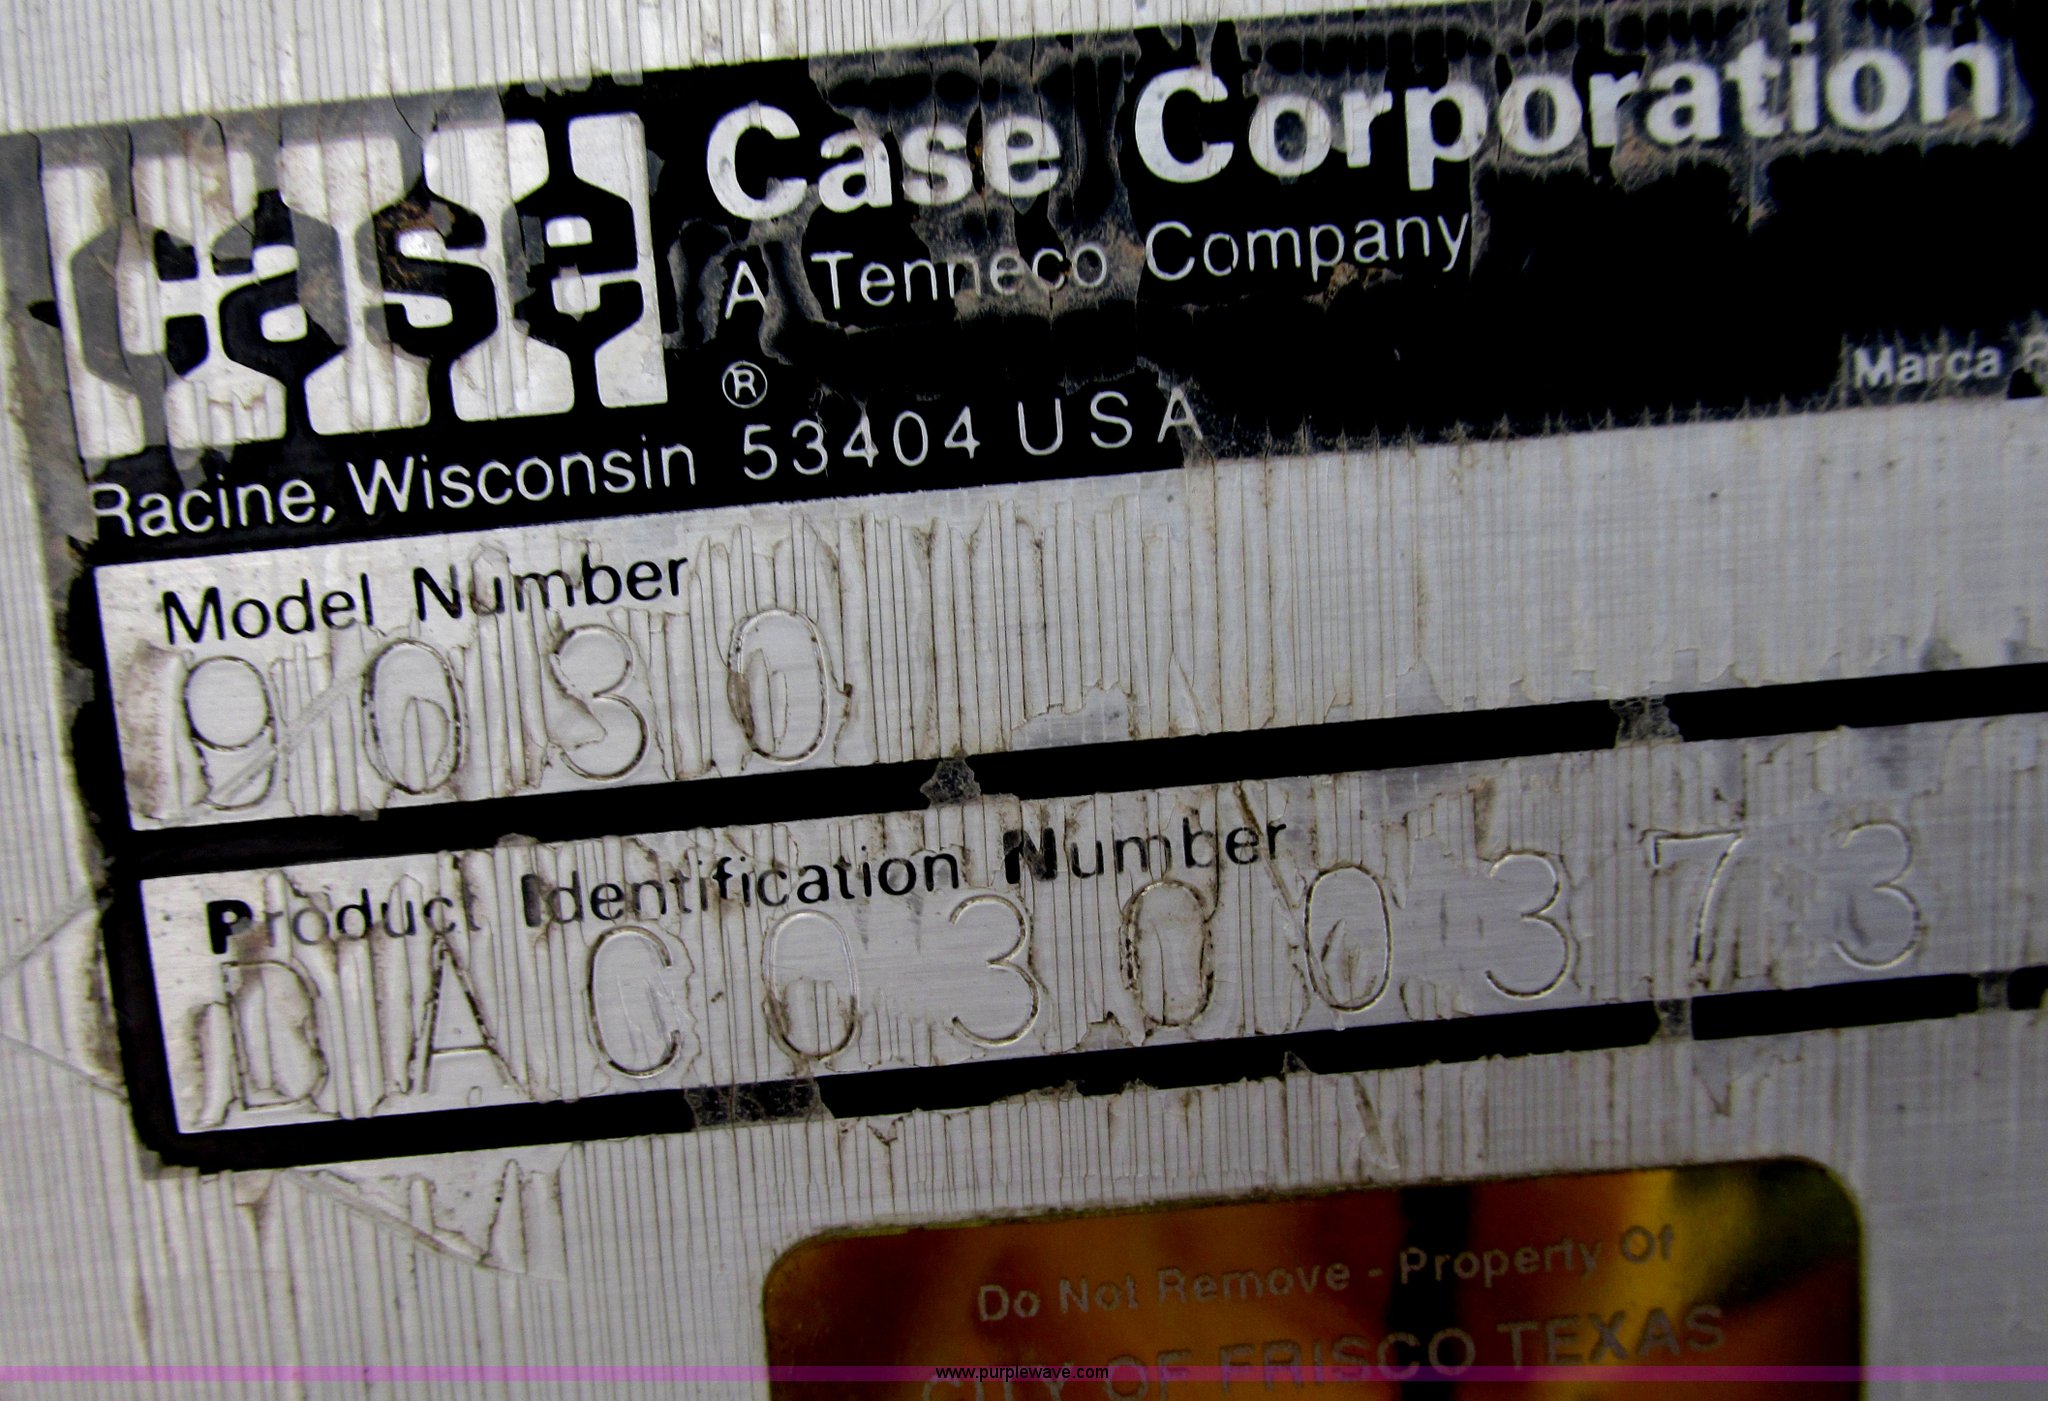 case
Case Corporation
A Tenneco Company
®
Marca
Racine, Wisconsin 53404 USA
Model Number
9030
Product Identification Number
DAC0300373
Do Not Remove - Property Of
CITY OF FRISCO TEXAS
www.purplewave.com